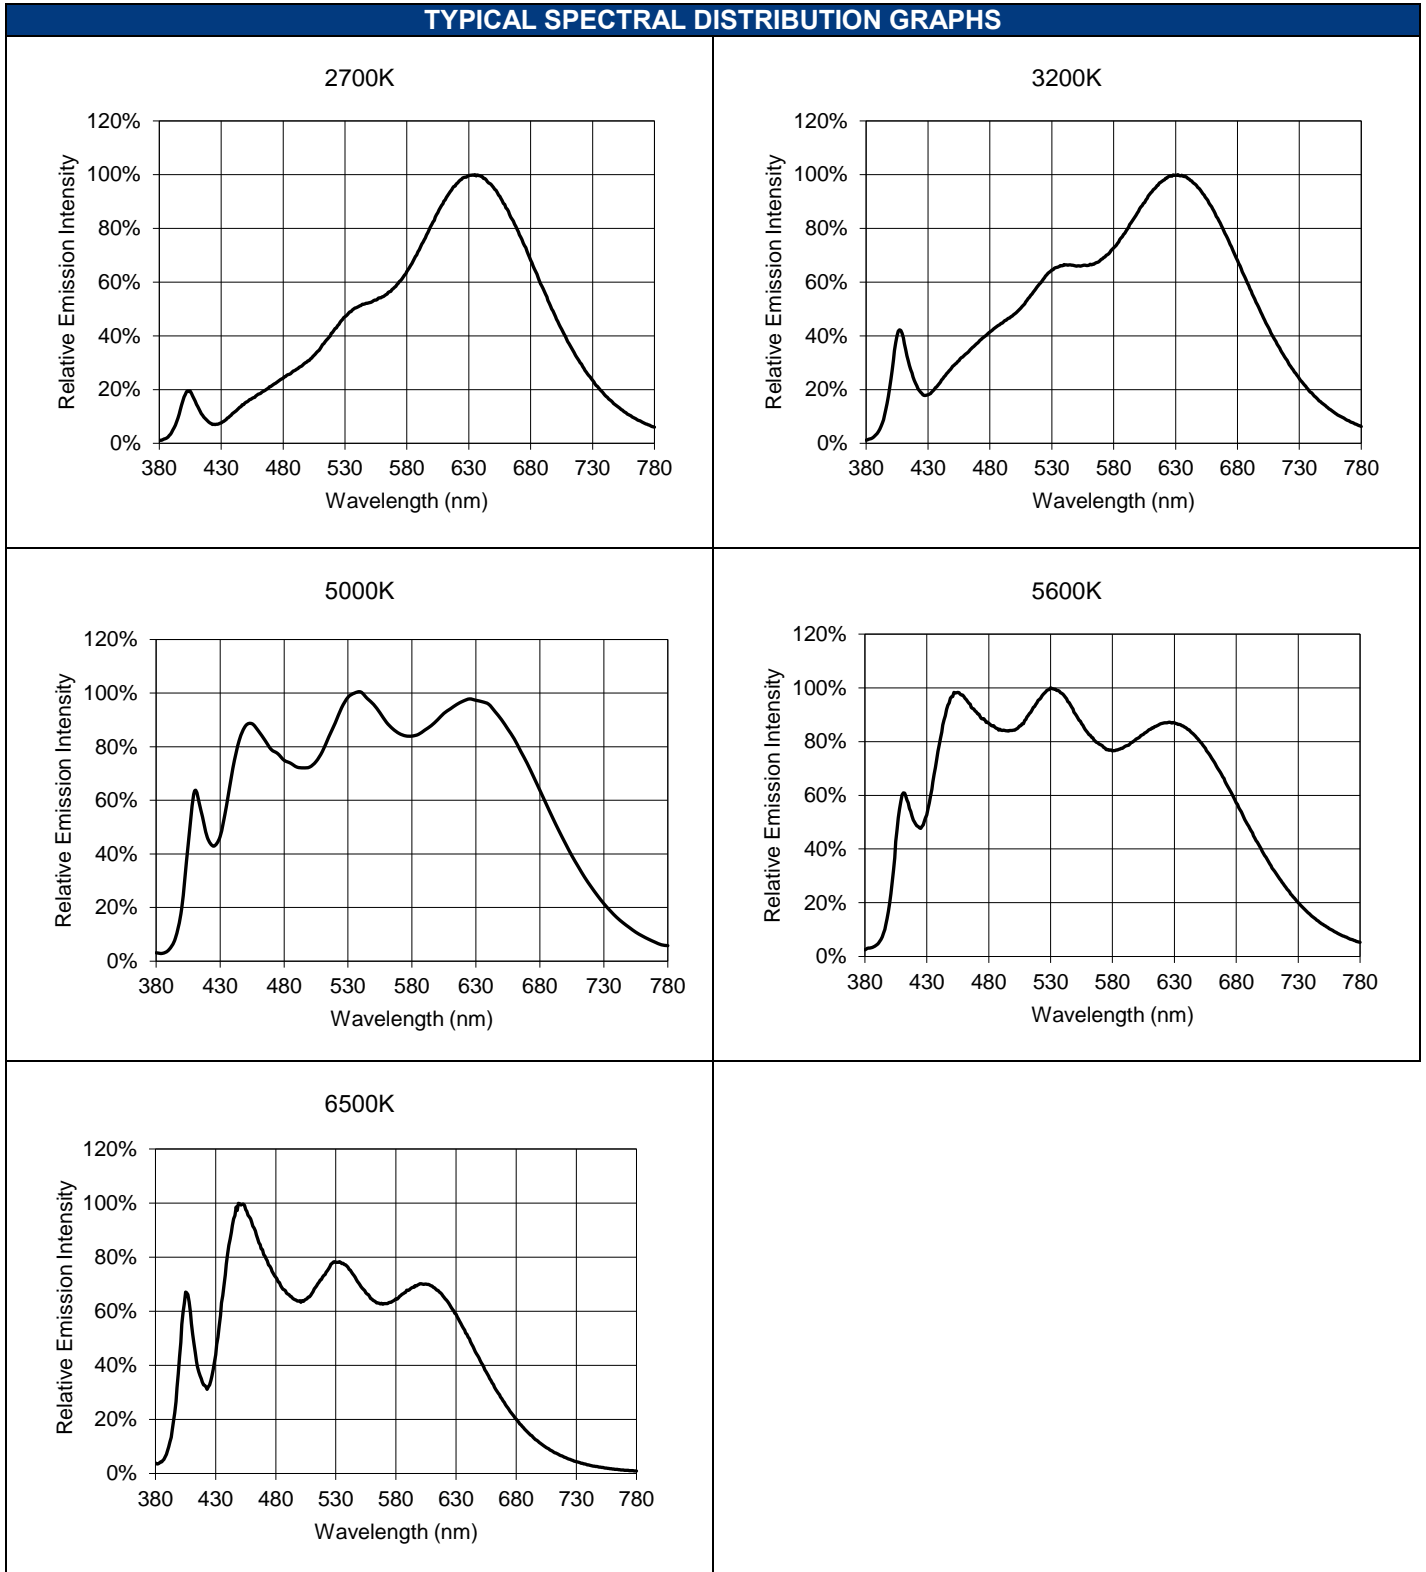 TYPICAL SPECTRAL DISTRIBUTION GRAPHS
2700K
120%
100%
80%
60%
40%
20%
0%
Relative Emission Intensity
380 430 480 530 580 630 680 730 780
Wavelength (nm)
3200K
120%
100%
80%
60%
40%
20%
0%
Relative Emission Intensity
380 430 480 530 580 630 680 730 780
Wavelength (nm)
5000K
120%
100%
80%
60%
40%
20%
0%
Relative Emission Intensity
380 430 480 530 580 630 680 730 780
Wavelength (nm)
5600K
120%
100%
80%
60%
40%
20%
0%
Relative Emission Intensity
380 430 480 530 580 630 680 730 780
Wavelength (nm)
6500K
120%
100%
80%
60%
40%
20%
0%
Relative Emission Intensity
380 430 480 530 580 630 680 730 780
Wavelength (nm)